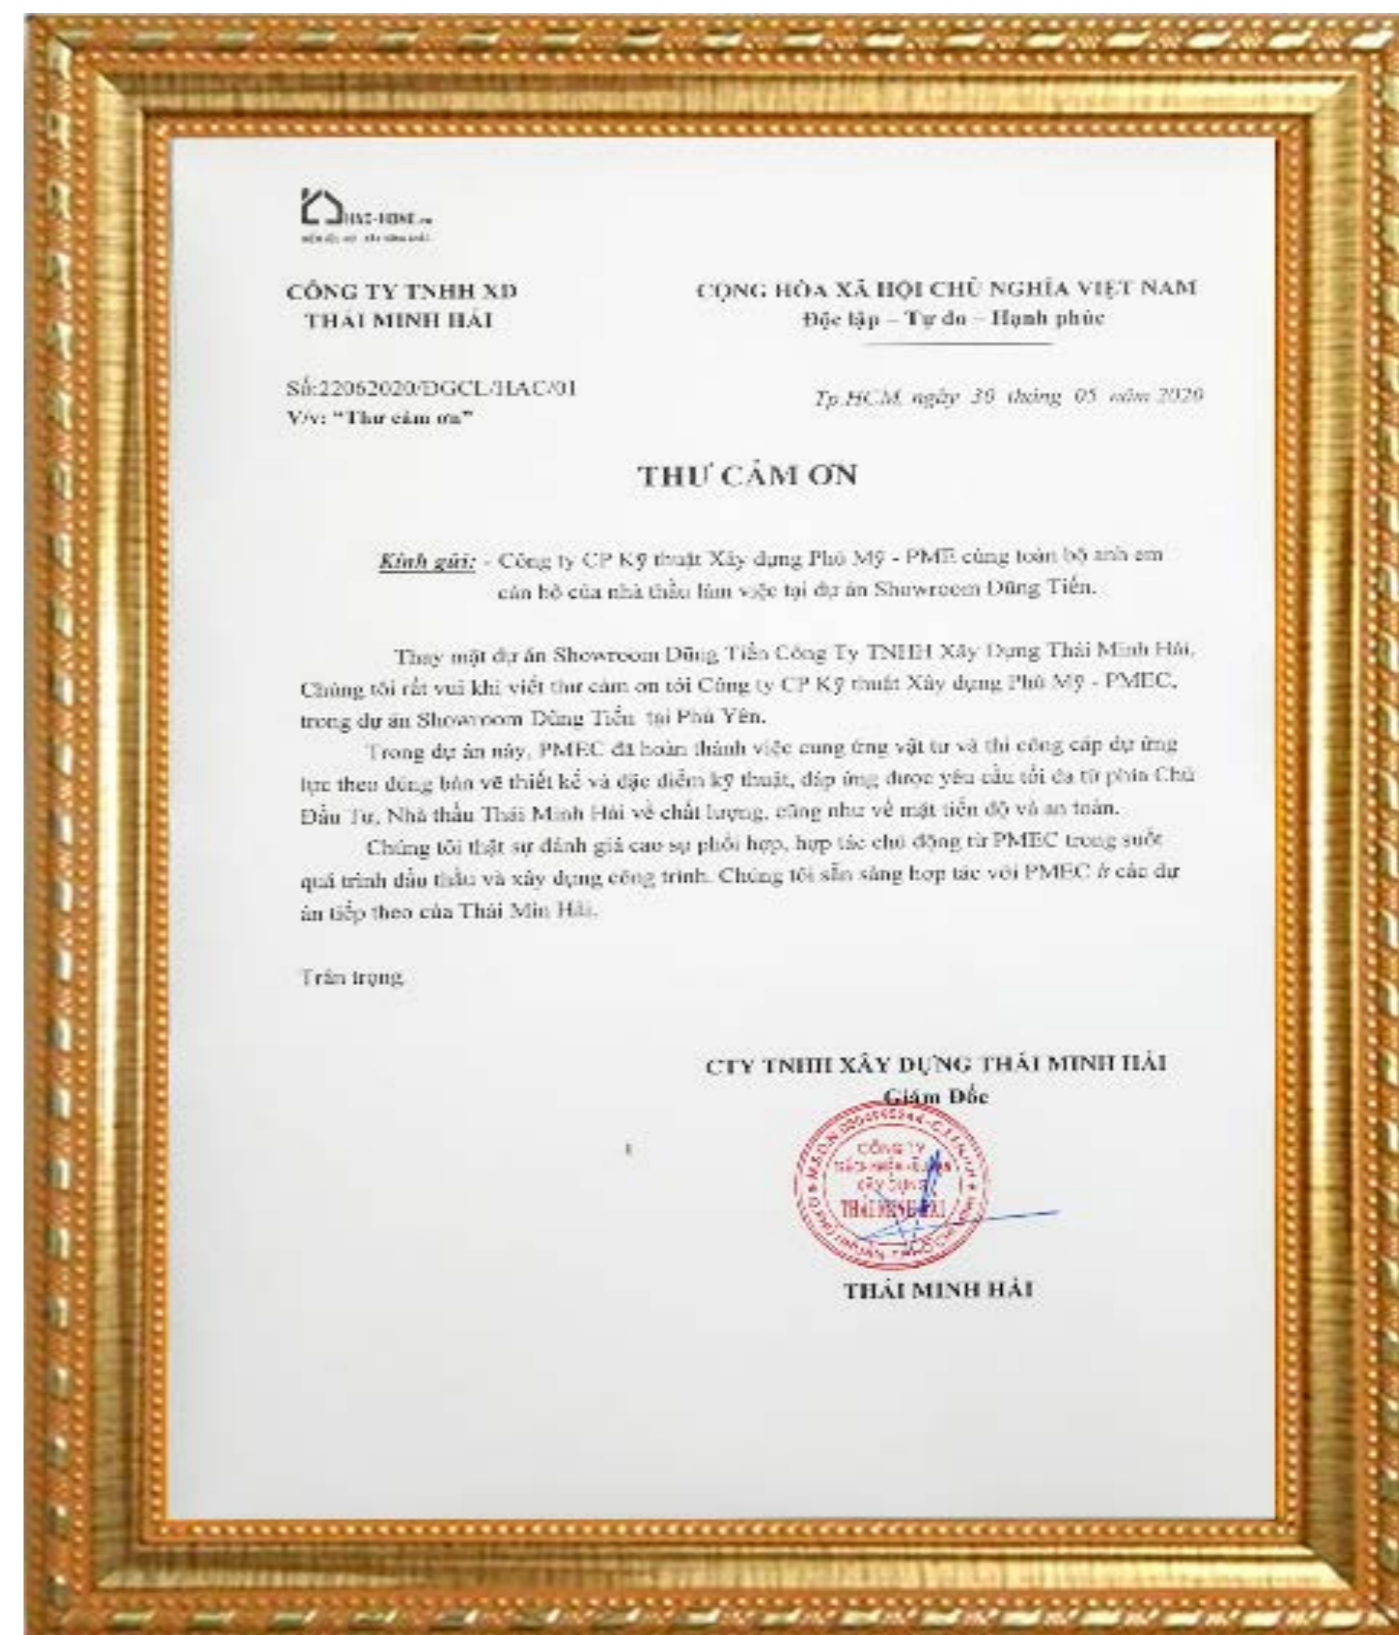 CÔNG TY TNHH XD
THÁI MINH HẢI
CỘNG HÒA XÃ HỘI CHỦ NGHĨA VIỆT NAM
Độc lập – Tự do – Hạnh phúc
Số:22062020/ĐGCL/HAC/01
V/v: “Thư cảm ơn”
Tp.HCM, ngày 30 tháng 05 năm 2020
THƯ CẢM ƠN
Kính gửi: - Công ty CP Kỹ thuật Xây dựng Phú Mỹ - PME cùng toàn bộ anh em
cán bộ của nhà thầu làm việc tại dự án Showroom Dũng Tiến.
Thay mặt dự án Showroom Dũng Tiến Công Ty TNHH Xây Dựng Thái Minh Hải,
Chúng tôi rất vui khi viết thư cảm ơn tới Công ty CP Kỹ thuật Xây dựng Phú Mỹ - PMEC,
trong dự án Showroom Dũng Tiến tại Phú Yên.
Trong dự án này, PMEC đã hoàn thành việc cung ứng vật tư và thi công cáp dự ứng
lực theo đúng bản vẽ thiết kế và đặc điểm kỹ thuật, đáp ứng được yêu cầu tối đa từ phía Chủ
Đầu Tư, Nhà thầu Thái Minh Hải về chất lượng, cũng như về mặt tiến độ và an toàn.
Chúng tôi thật sự đánh giá cao sự phối hợp, hợp tác chủ động từ PMEC trong suốt
quá trình đấu thầu và xây dựng công trình. Chúng tôi sẵn sàng hợp tác với PMEC ở các dự
án tiếp theo của Thái Min Hải.
Trân trọng
CTY TNHH XÂY DỰNG THÁI MINH HẢI
Giám Đốc
CÔNG TY
TRÁCH NHIỆM HỮU HẠN
XÂY DỰNG
THÁI MINH HẢI
THÁI MINH HẢI